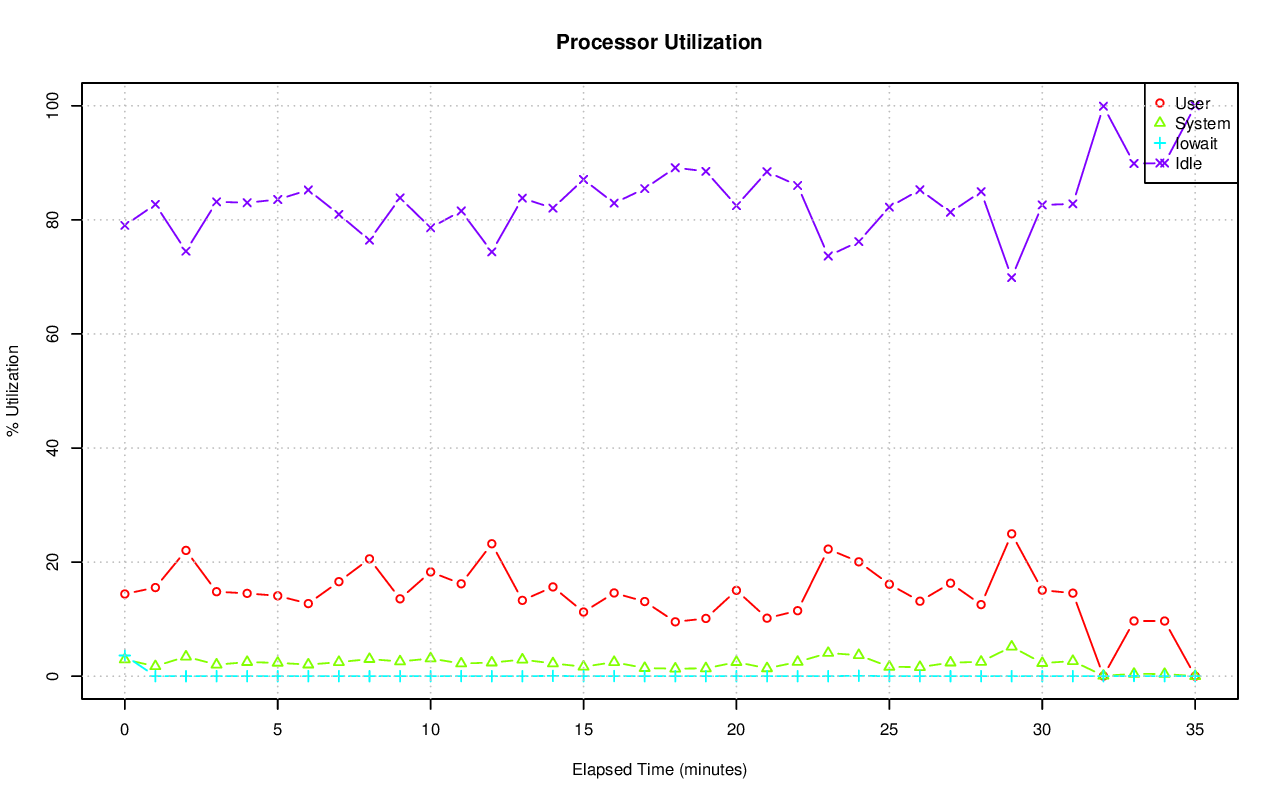 Processor Utilization
100
80
60
40
20
0
% Utilization
User
System
Iowait
Idle
0 5 10 15 20 25 30 35
Elapsed Time (minutes)